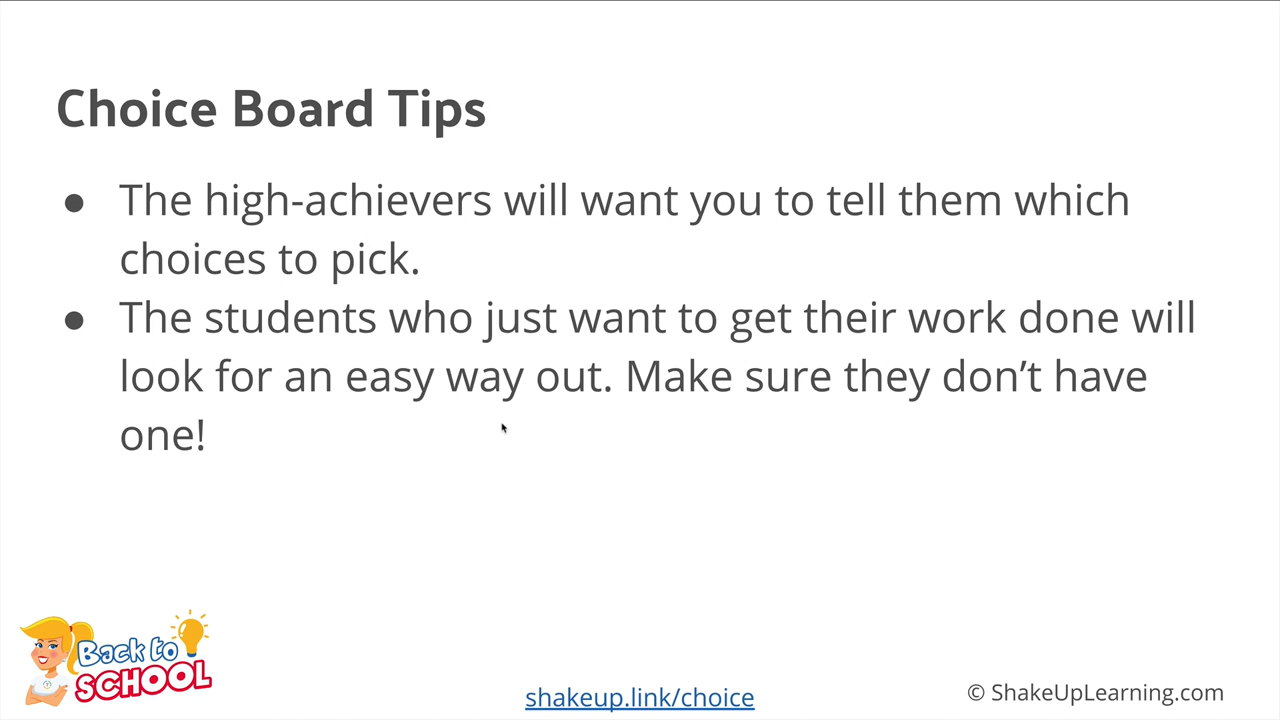 Choice Board Tips
● The high-achievers will want you to tell them which
choices to pick.
● The students who just want to get their work done will
look for an easy way out. Make sure they don’t have
one!
Back to
SCHOOL
shakeup.link/choice
© ShakeUpLearning.com